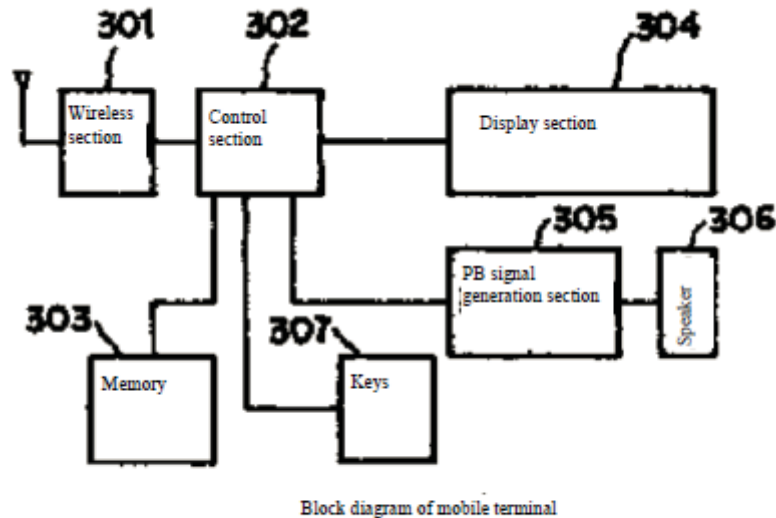 301
302
304
Wireless
section
Control
section
Display section
305
306
PB signal
generation section
Speaker
303
307
Memory
Keys
Block diagram of mobile terminal